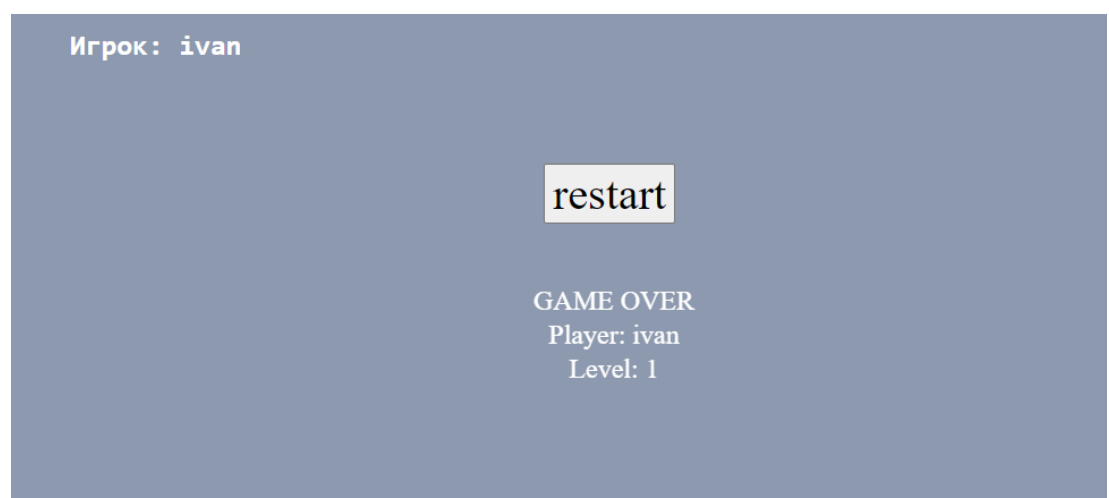 Игрок: ivan
restart
GAME OVER
Player: ivan
Level: 1